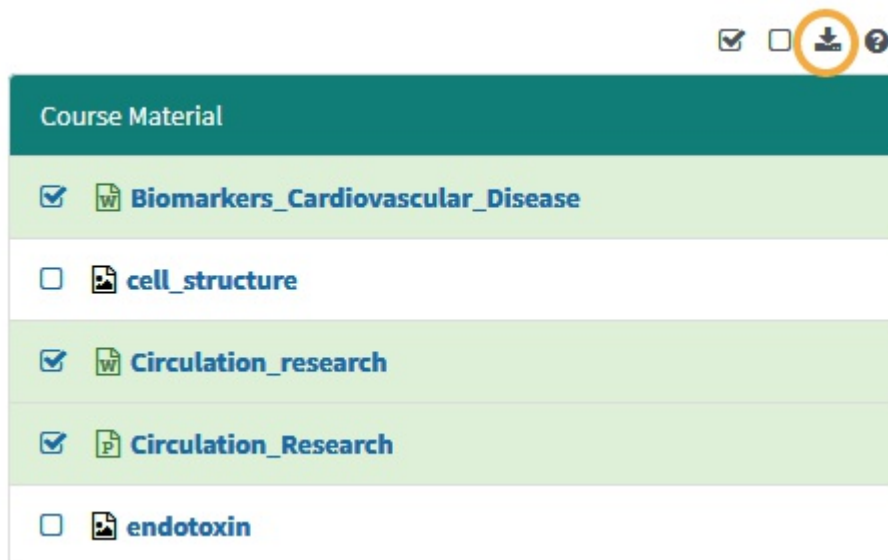 Course Material
Biomarkers_Cardiovascular_Disease
cell_structure
Circulation_research
Circulation_Research
endotoxin